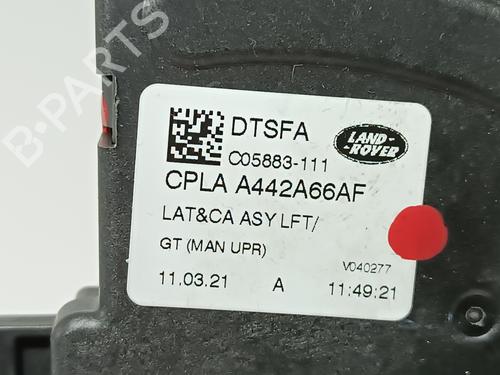 B-PARTS
DTSFA
LAND-
ROVER
C05883-111
CPLA A442A66AF
LAT&CA ASY LFT/
GT (MAN UPR)
V040277
11.03.21 A 11:49:21